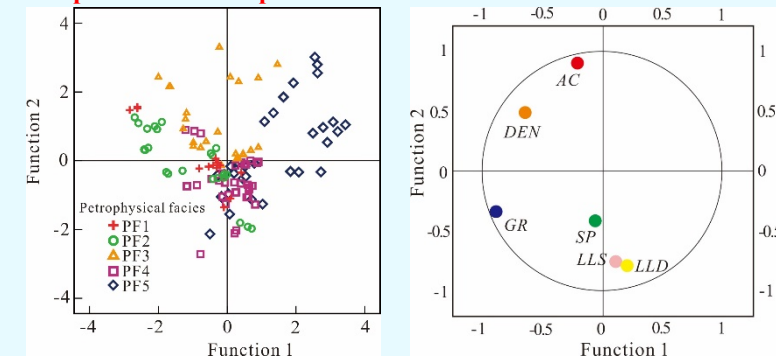 4
2
0
-2
-4
Function 2
Petrophysical facies
PF1
PF2
PF3
PF4
PF5
-4 -2 0 2 4
Function 1
-1 -0.5 0 0.5 1
1
0.5
0
-0.5
-1
Function 2
AC
DEN
GR
SP
LLS LLD
1
0.5
0
-0.5
-1
-1 -0.5 0 0.5 1
Function 1